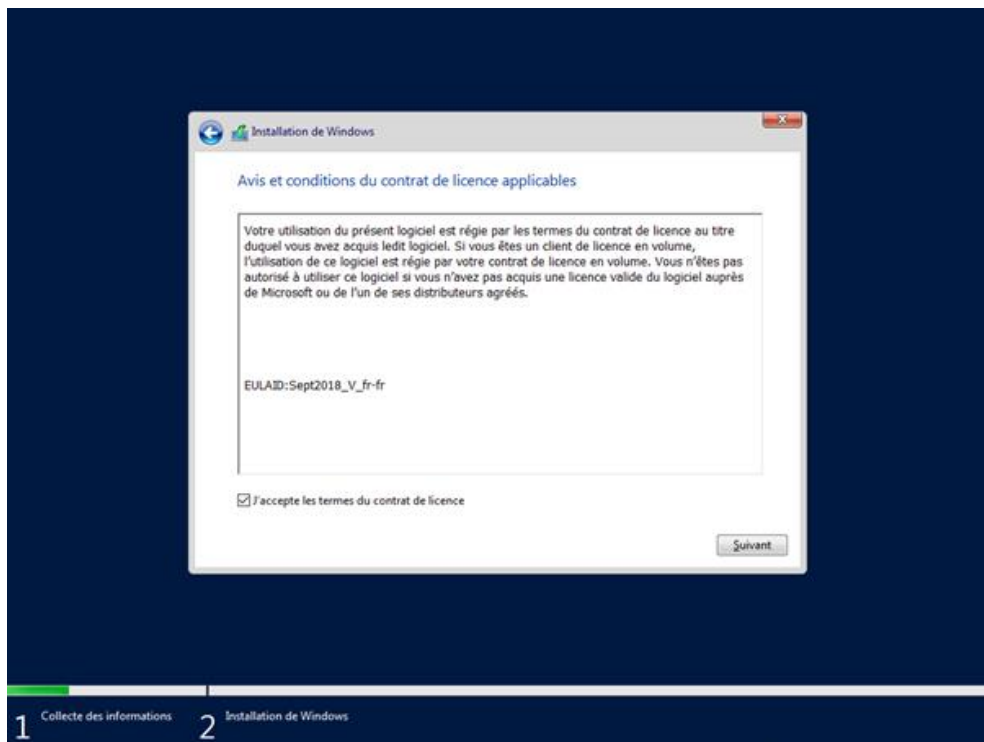 Installation de Windows
Avis et conditions du contrat de licence applicables
Votre utilisation du présent logiciel est régie par les termes du contrat de licence au titre
duquel vous avez acquis ledit logiciel. Si vous êtes un client de licence en volume,
l'utilisation de ce logiciel est régie par votre contrat de licence en volume. Vous n'êtes pas
autorisé à utiliser ce logiciel si vous n'avez pas acquis une licence valide du logiciel auprès
de Microsoft ou de l'un de ses distributeurs agréés.
EULAID:Sept2018_V_fr-fr
J'accepte les termes du contrat de licence
Suivant
1 Collecte des informations
2 Installation de Windows